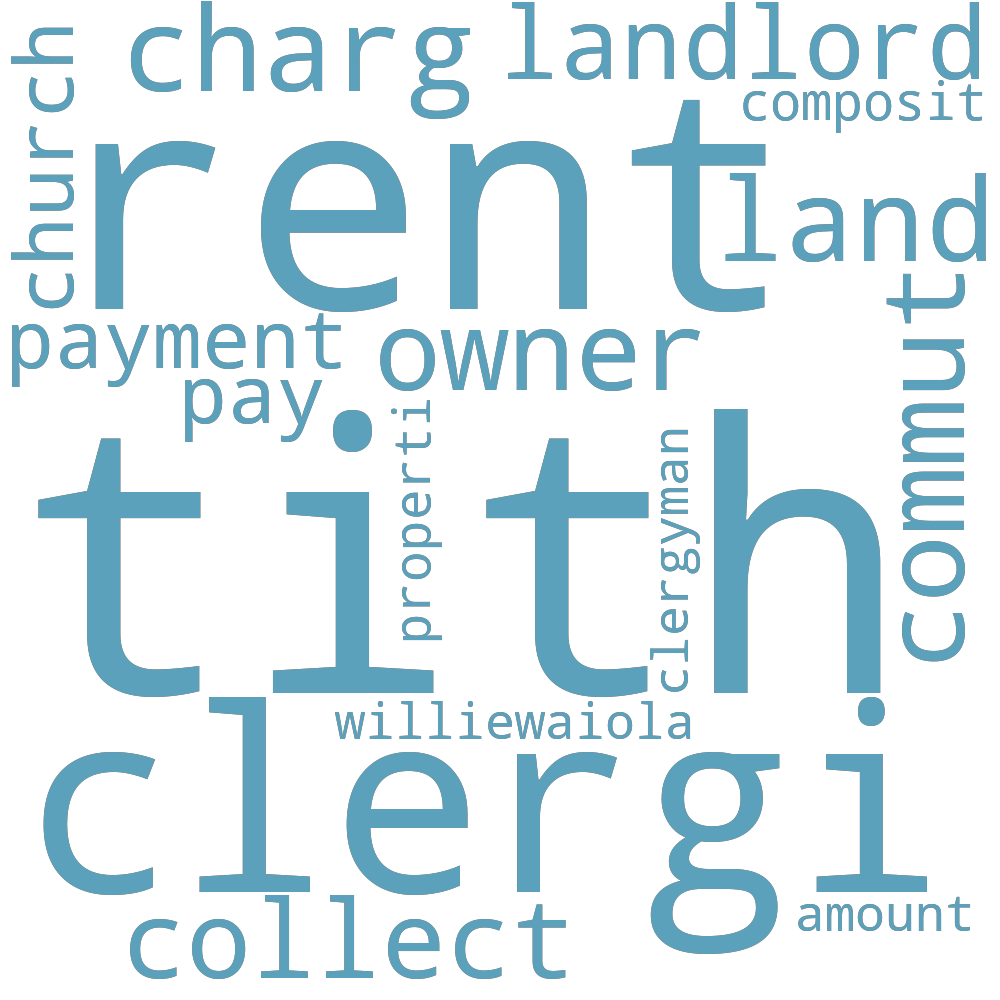 church
charg
landlord
composit
rent
land
payment
owner
commut
pay
tith
properti
clergyman
williewaiola
clergi
collect
amount